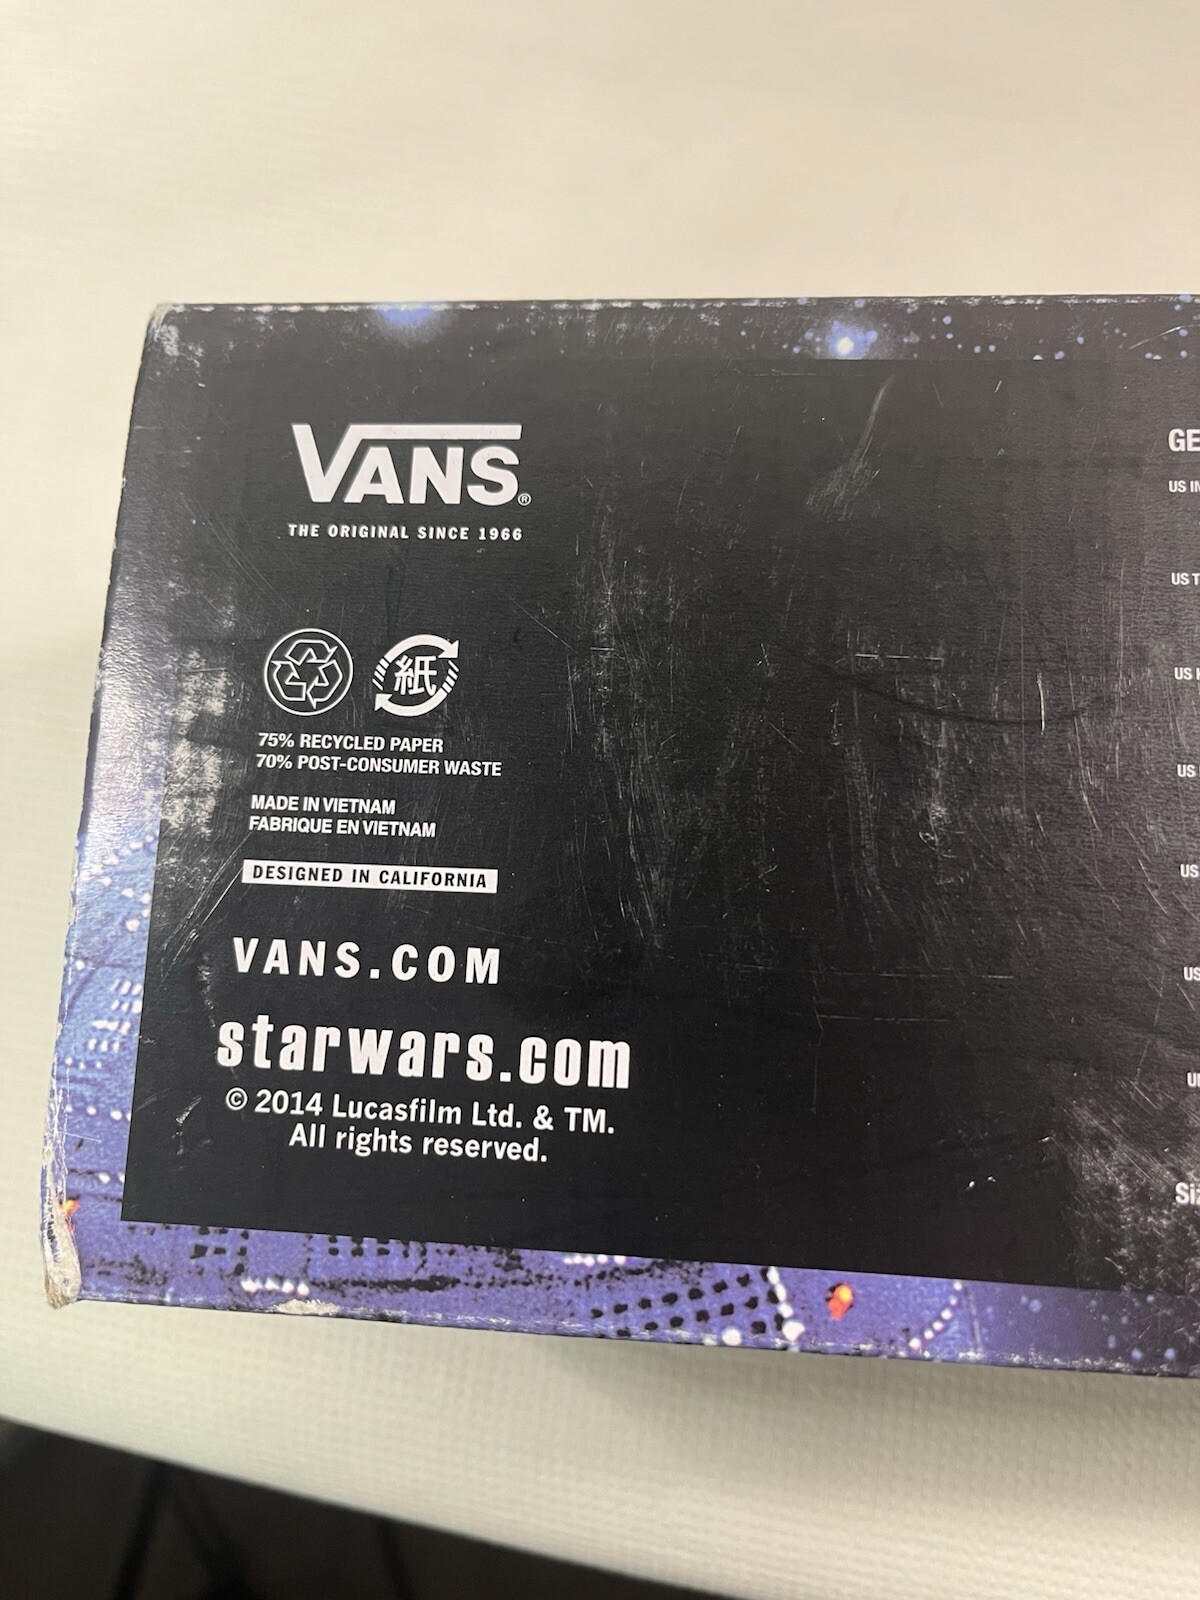 VANS®
THE ORIGINAL SINCE 1966
紙
75% RECYCLED PAPER
70% POST-CONSUMER WASTE
MADE IN VIETNAM
FABRIQUE EN VIETNAM
DESIGNED IN CALIFORNIA
VANS.COM
starwars.com
© 2014 Lucasfilm Ltd. & TM.
All rights reserved.
US
US
US
US
US
US